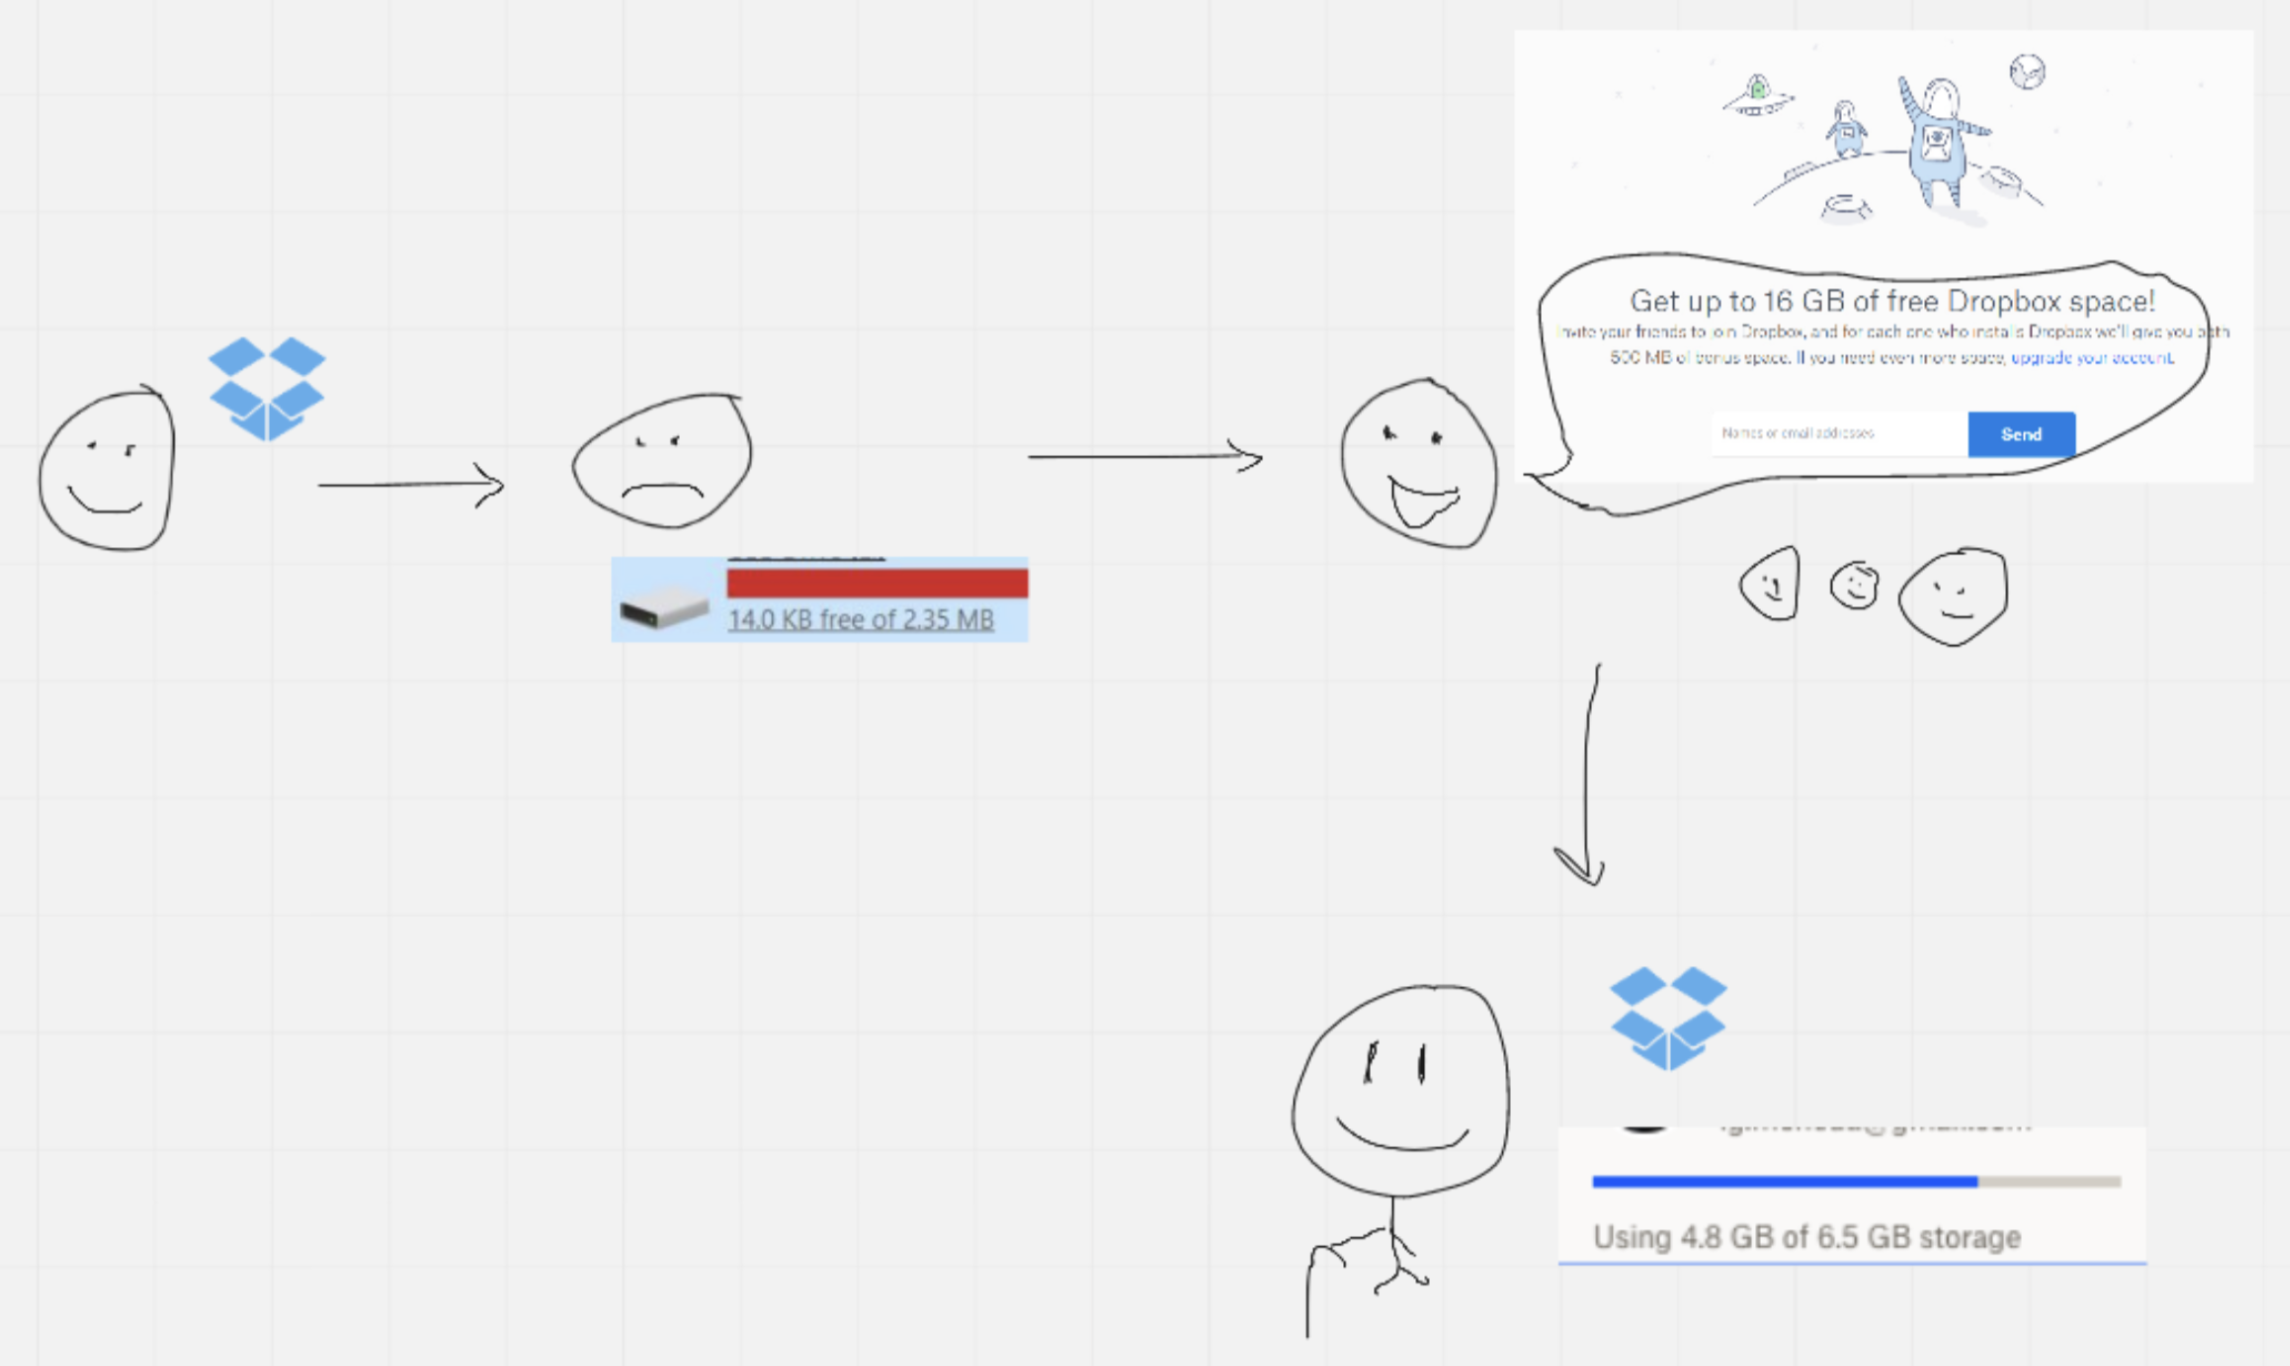 Get up to 16 GB of free Dropbox space!
Invite your friends to join Dropbox, and for each one who installs Dropbox we'll give you both
500 MB of bonus space. If you need even more space, upgrade your account.
Names or email addresses
Send
14.0 KB free of 2.35 MB
Using 4.8 GB of 6.5 GB storage